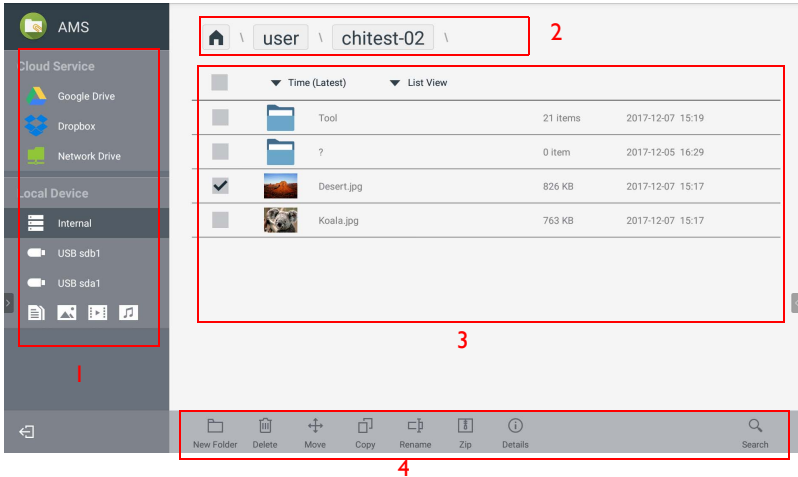 AMS
\ user \ chitest-02 \
2
Cloud Service
Google Drive
Dropbox
Network Drive
Local Device
Internal
USB sdb1
USB sda1
1
Time (Latest) List View
Tool 21 items 2017-12-07 15:19
? 0 item 2017-12-05 16:29
Desert.jpg 826 KB 2017-12-07 15:17
Koala.jpg 763 KB 2017-12-07 15:17
3
New Folder Delete Move Copy Rename Zip Details Search
4